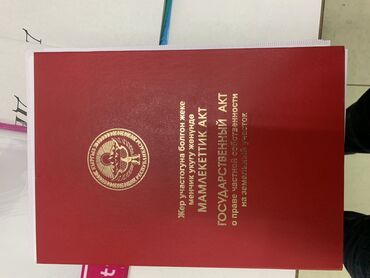 Жер участогуна болгон жеке
менчик укугу жөнүндө
МАМЛЕКЕТТИК АКТ
ГОСУДАРСТВЕННЫЙ АКТ
о праве частной собственности
на земельный участок